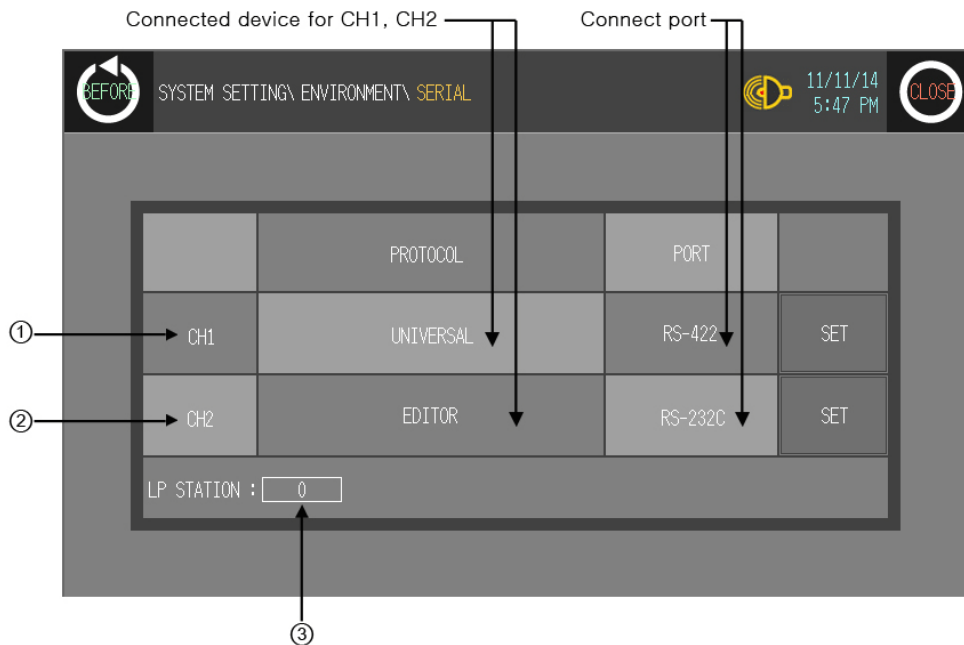 Connected device for CH1, CH2 Connect port
BEFORE SYSTEM SETTING\ ENVIRONMENT\ SERIAL 11/11/14 CLOSE
5:47 PM
PROTOCOL PORT
① CH1 UNIVERSAL RS-422 SET
② CH2 EDITOR RS-232C SET
LP STATION : 0
③